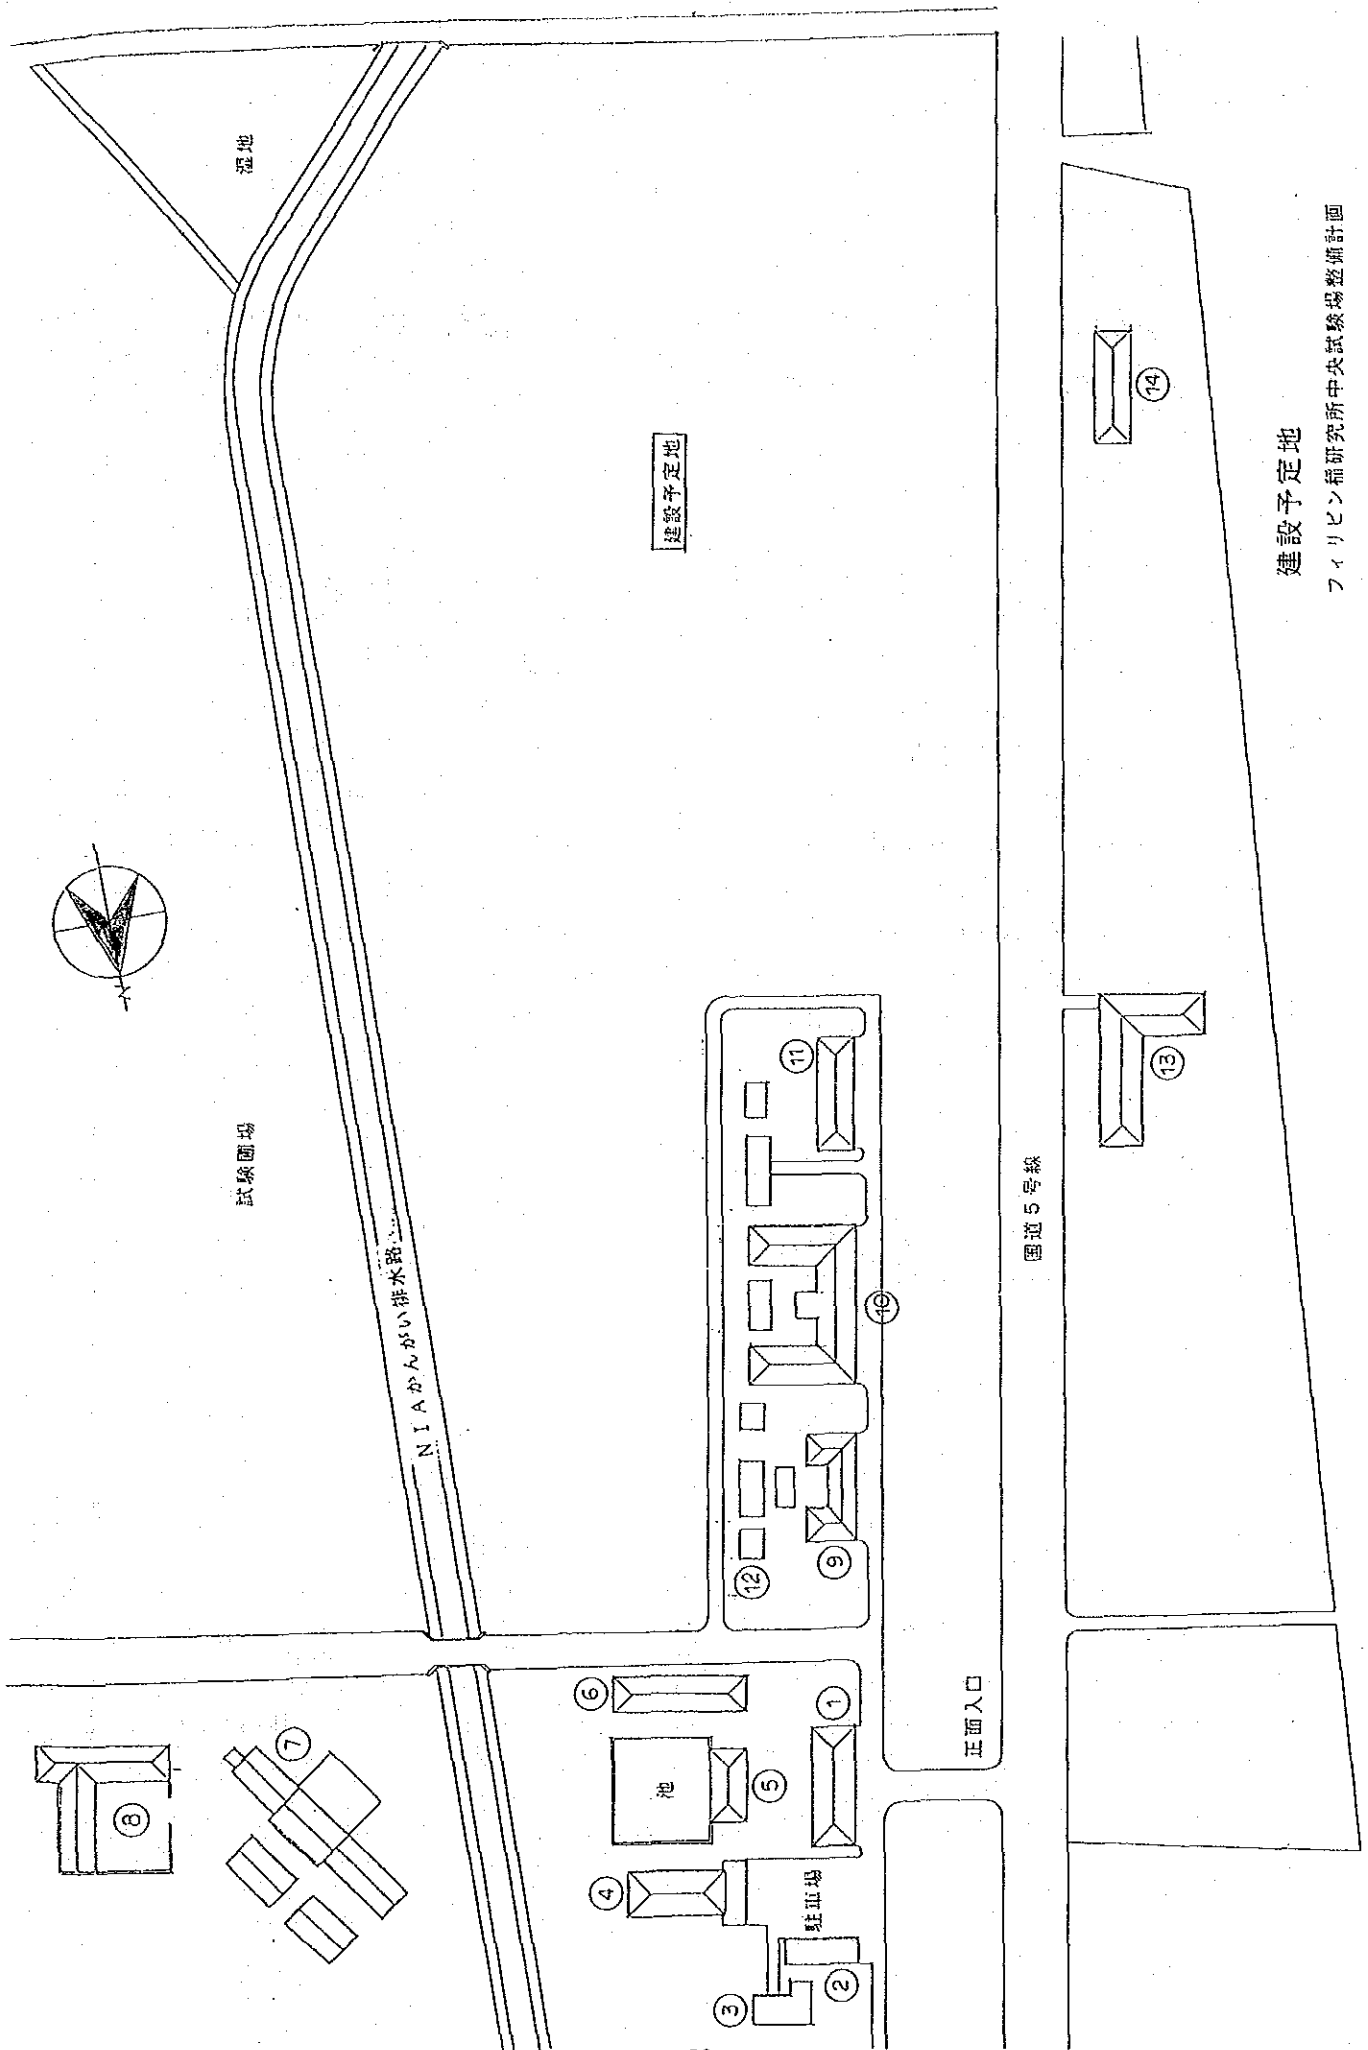 湿地
建設予定地
試験圃場
NIAかんがい排水路
N
国道5号線
正面入口
池
駐車場
①
②
③
④
⑤
⑥
⑦
⑧
⑨
⑩
⑪
⑫
⑬
⑭
建設予定地
フィリピン稲研究所中央試験場整備計画